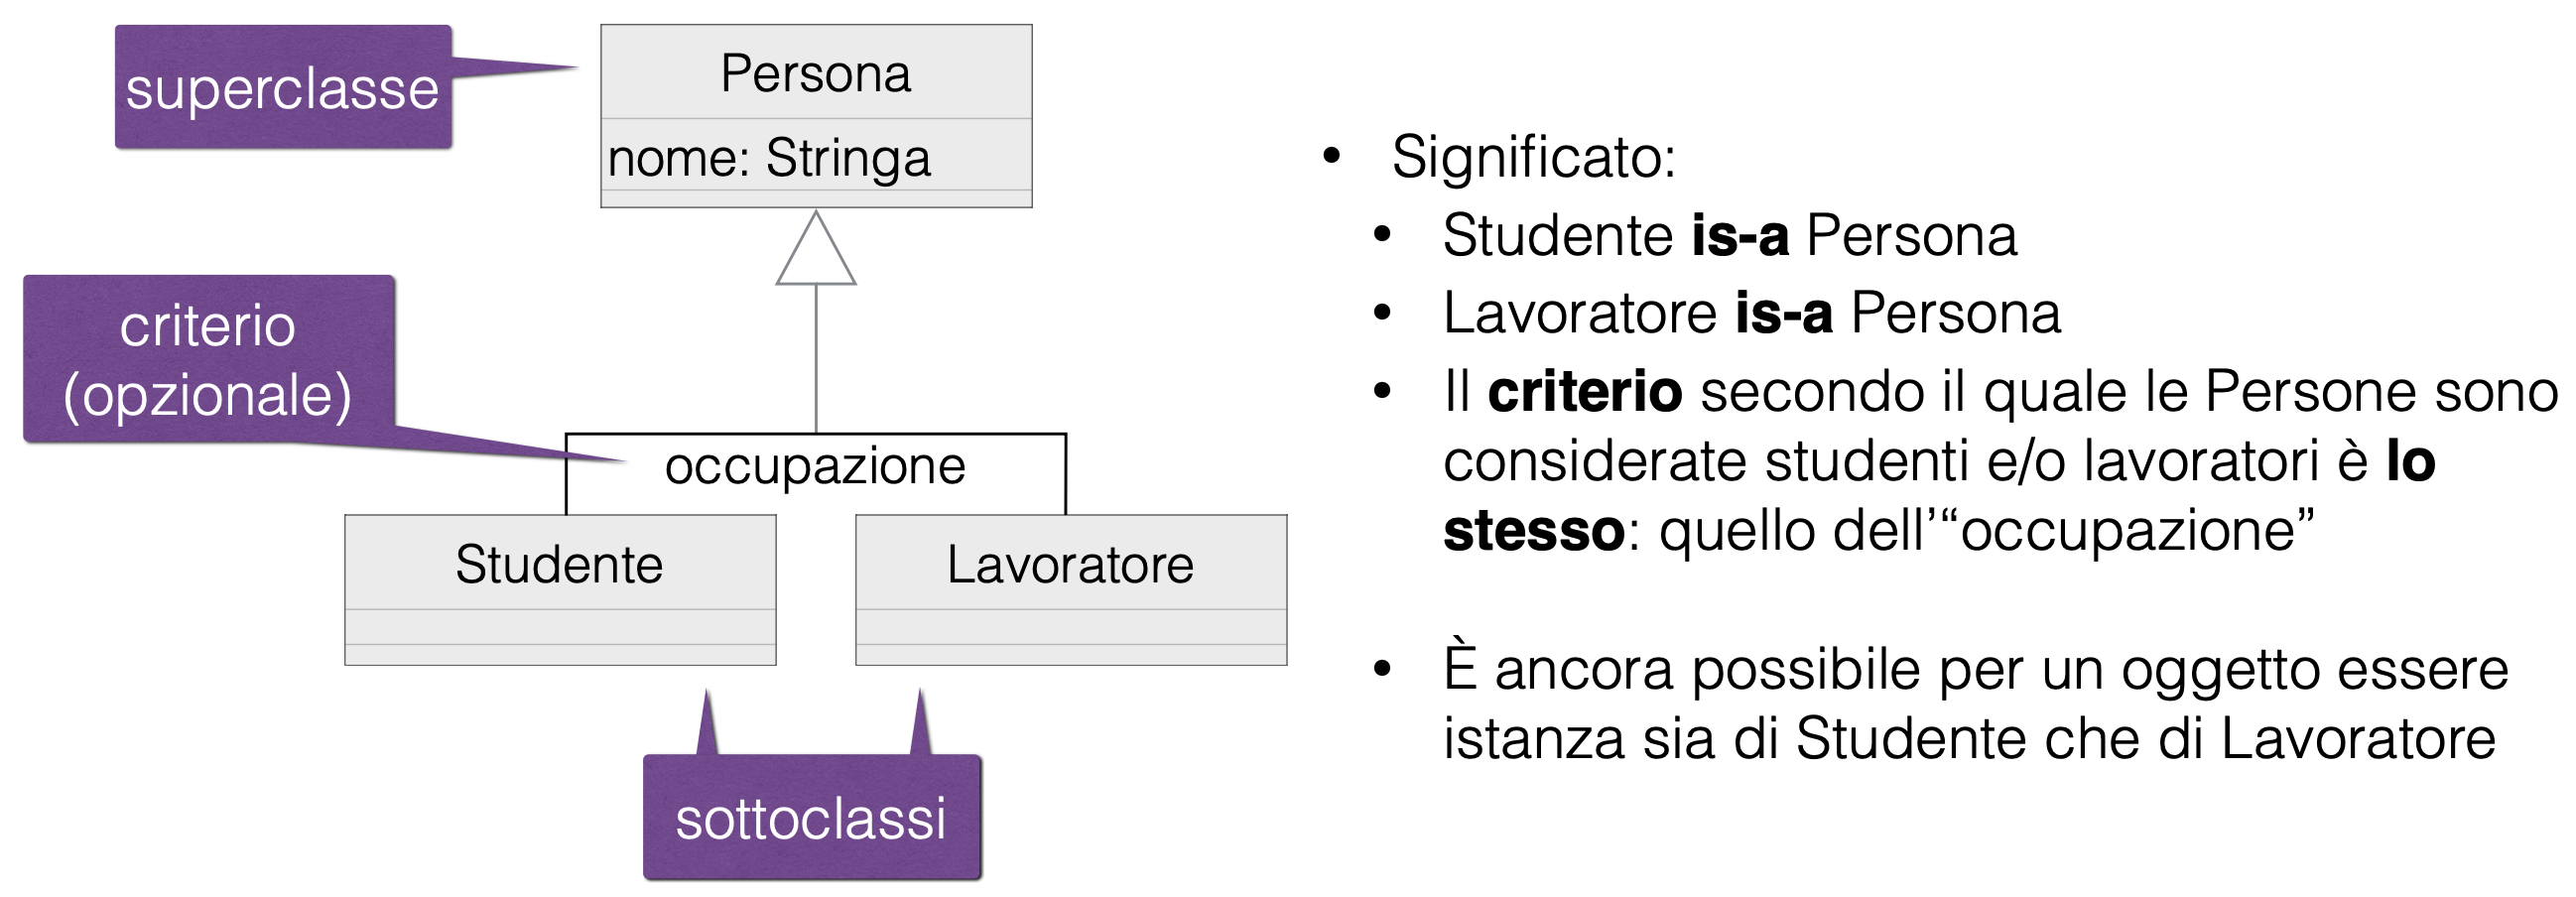 superclasse
Persona
nome: Stringa
criterio
(opzionale)
occupazione
Studente
Lavoratore
sottoclassi
• Significato:
• Studente is-a Persona
• Lavoratore is-a Persona
• Il criterio secondo il quale le Persone sono
considerate studenti e/o lavoratori è lo
stesso: quello dell’“occupazione”
• È ancora possibile per un oggetto essere
istanza sia di Studente che di Lavoratore